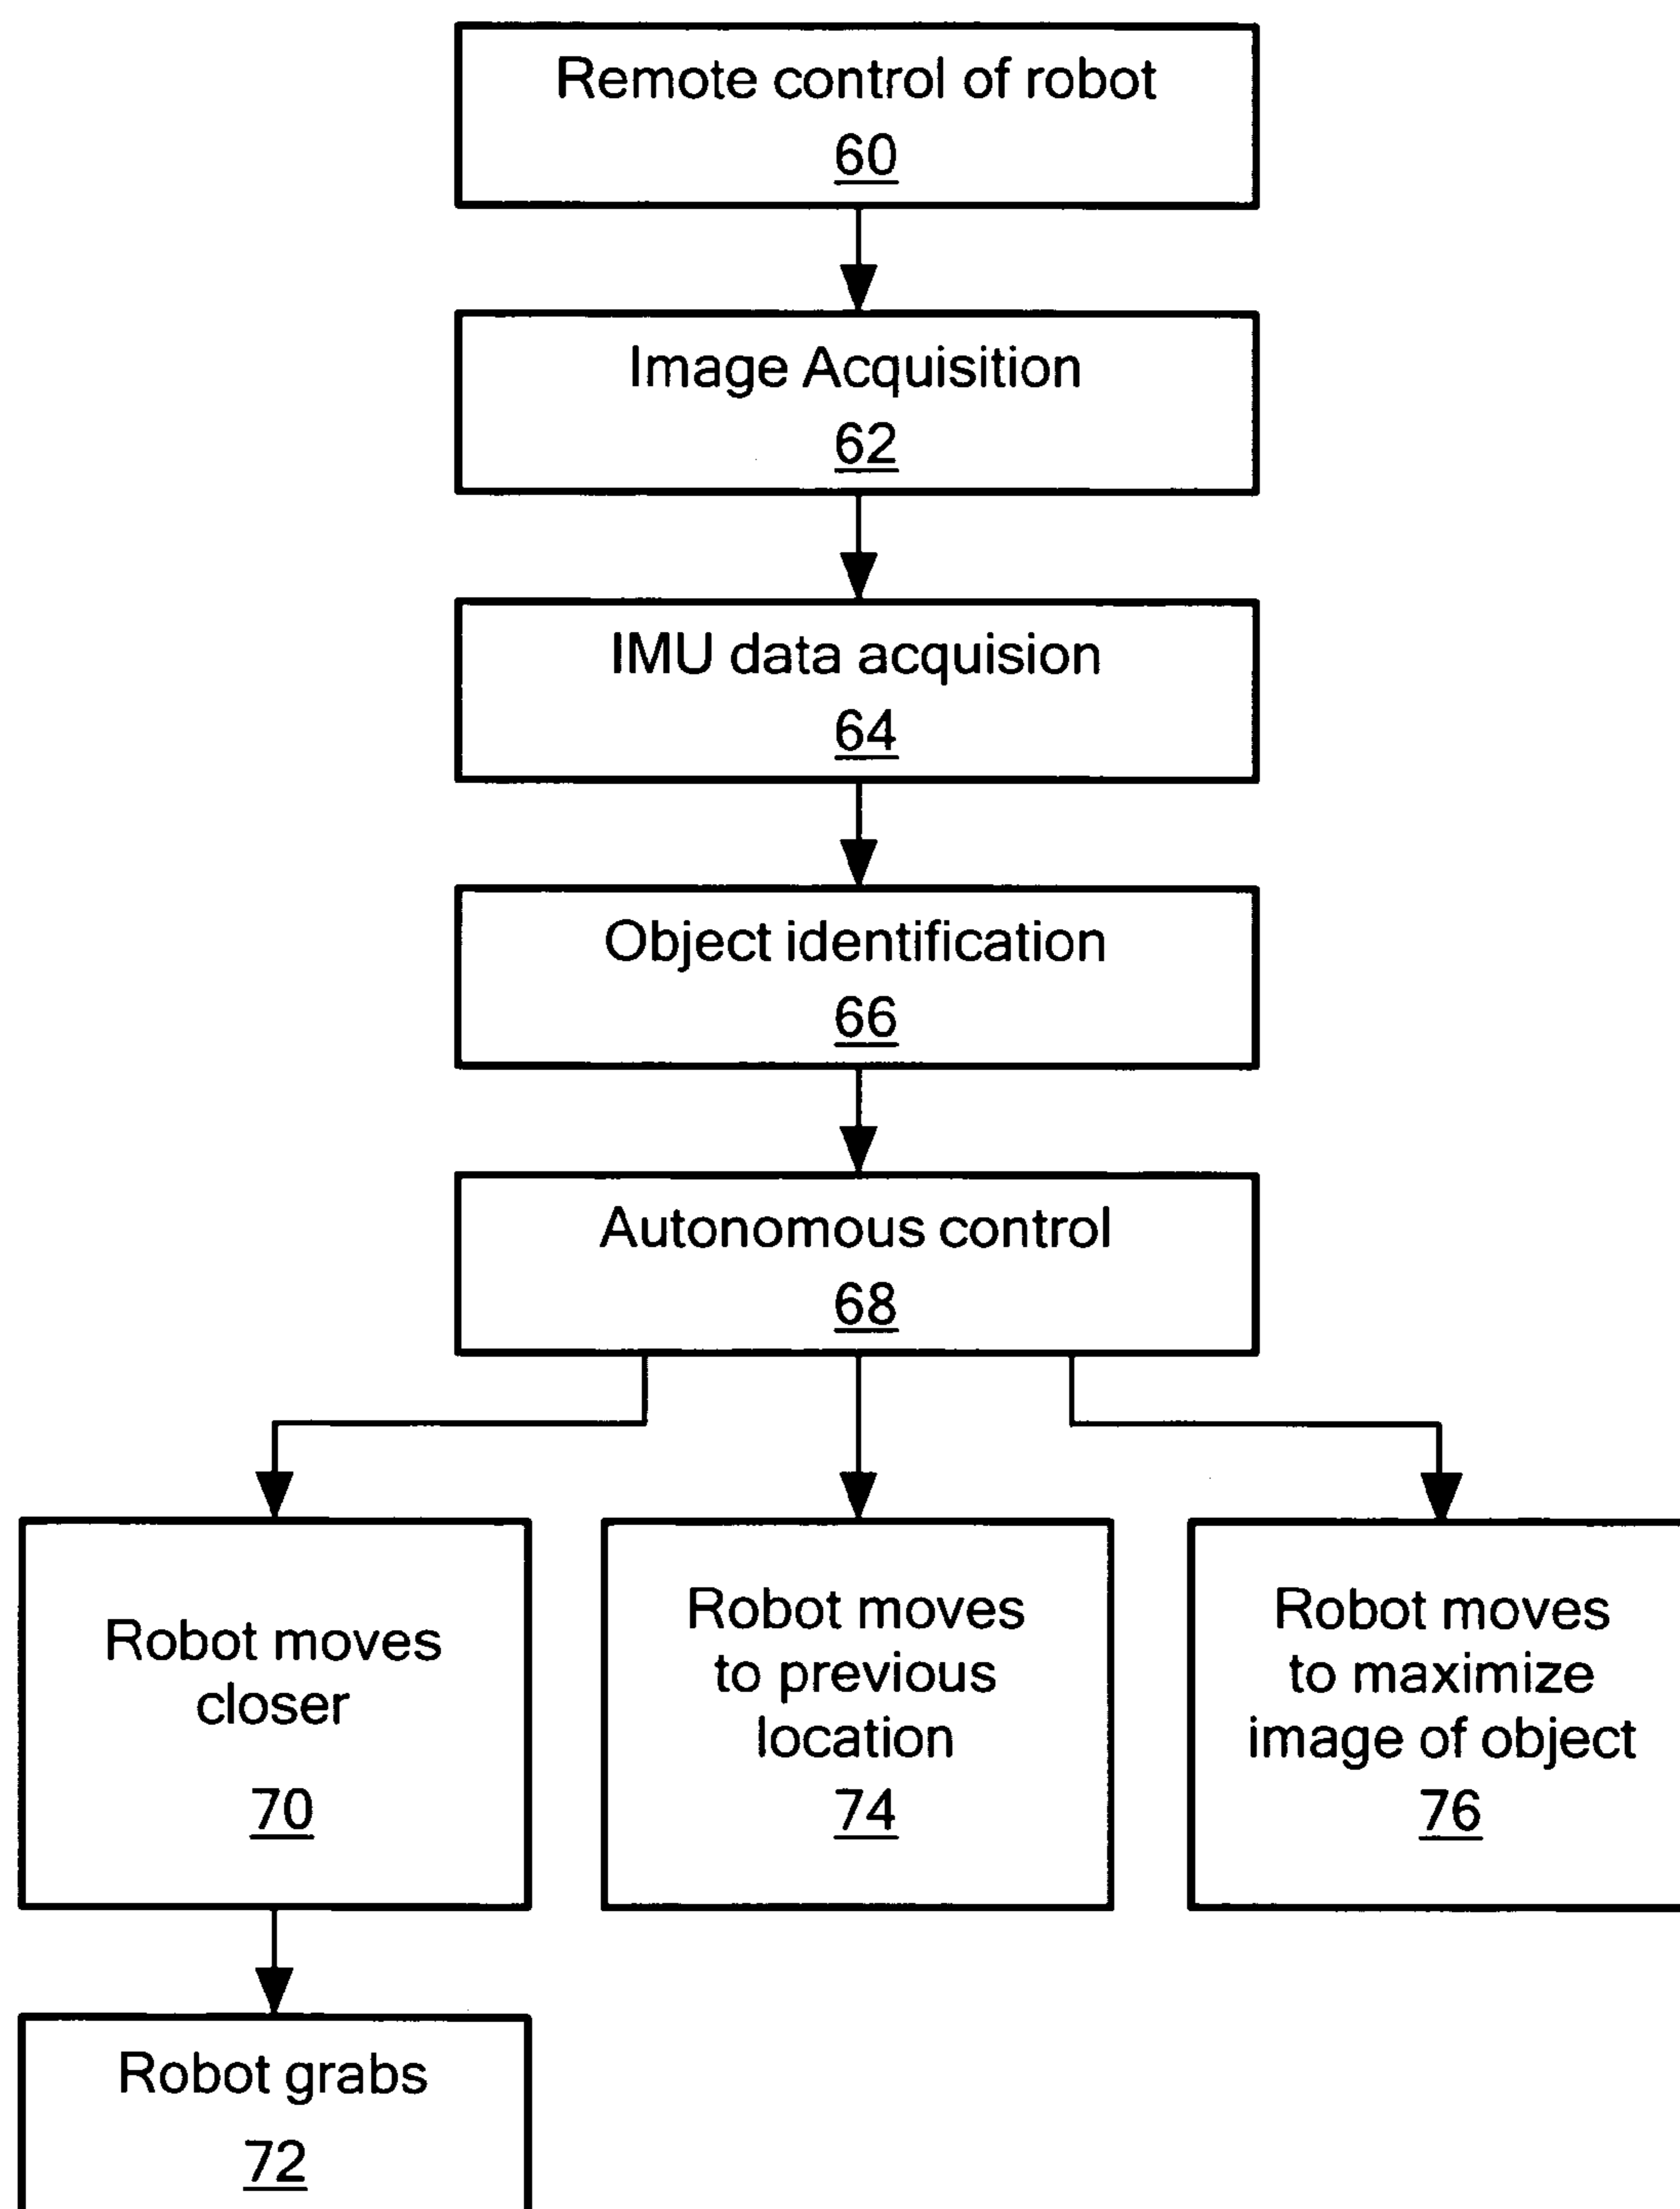 Remote control of robot
60
Image Acquisition
62
IMU data acquision
64
Object identification
66
Autonomous control
68
Robot moves
closer
70
Robot moves
to previous
location
74
Robot moves
to maximize
image of object
76
Robot grabs
72